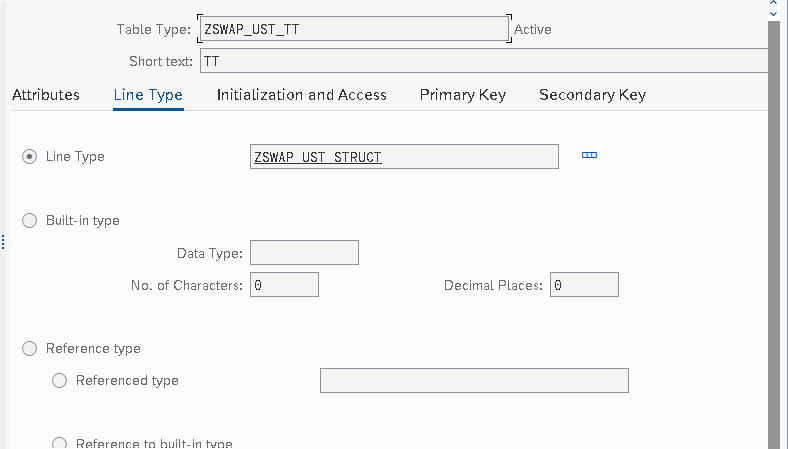 Table Type: ZSWAP_UST_TT Active
Short text: TT
Attributes Line Type Initialization and Access Primary Key Secondary Key
Line Type ZSWAP_UST_STRUCT
Built-in type
Data Type:
No. of Characters: 0 Decimal Places: 0
Reference type
Referenced type
Reference to built-in type